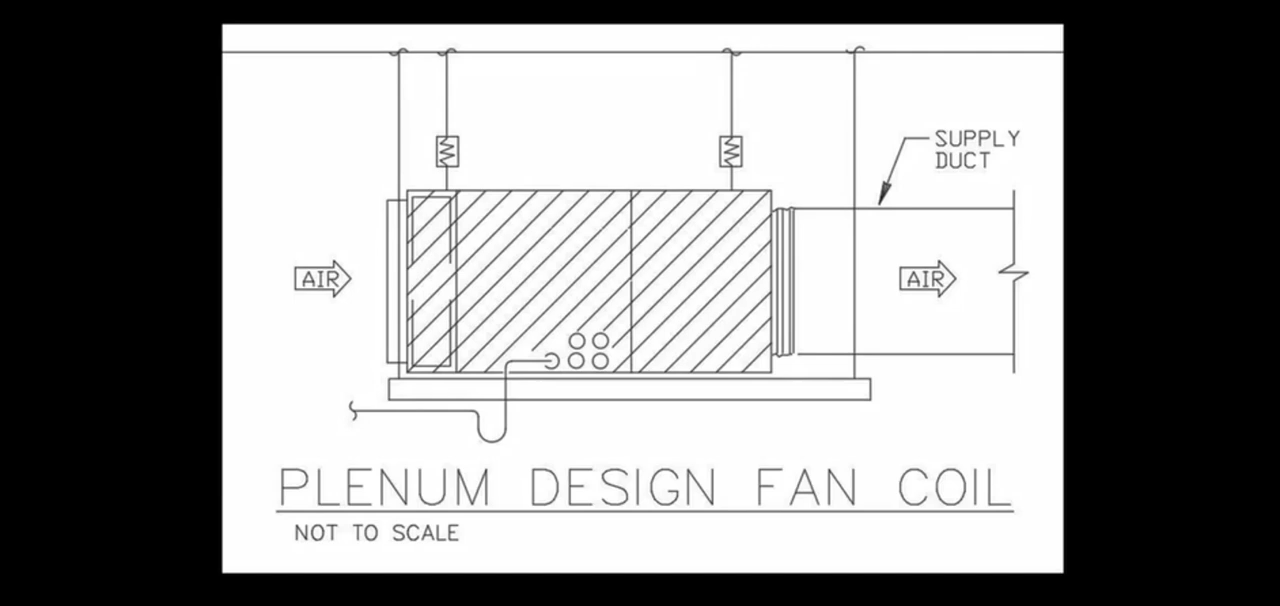 SUPPLY
DUCT
AIR
AIR
PLENUM DESIGN FAN COIL
NOT TO SCALE